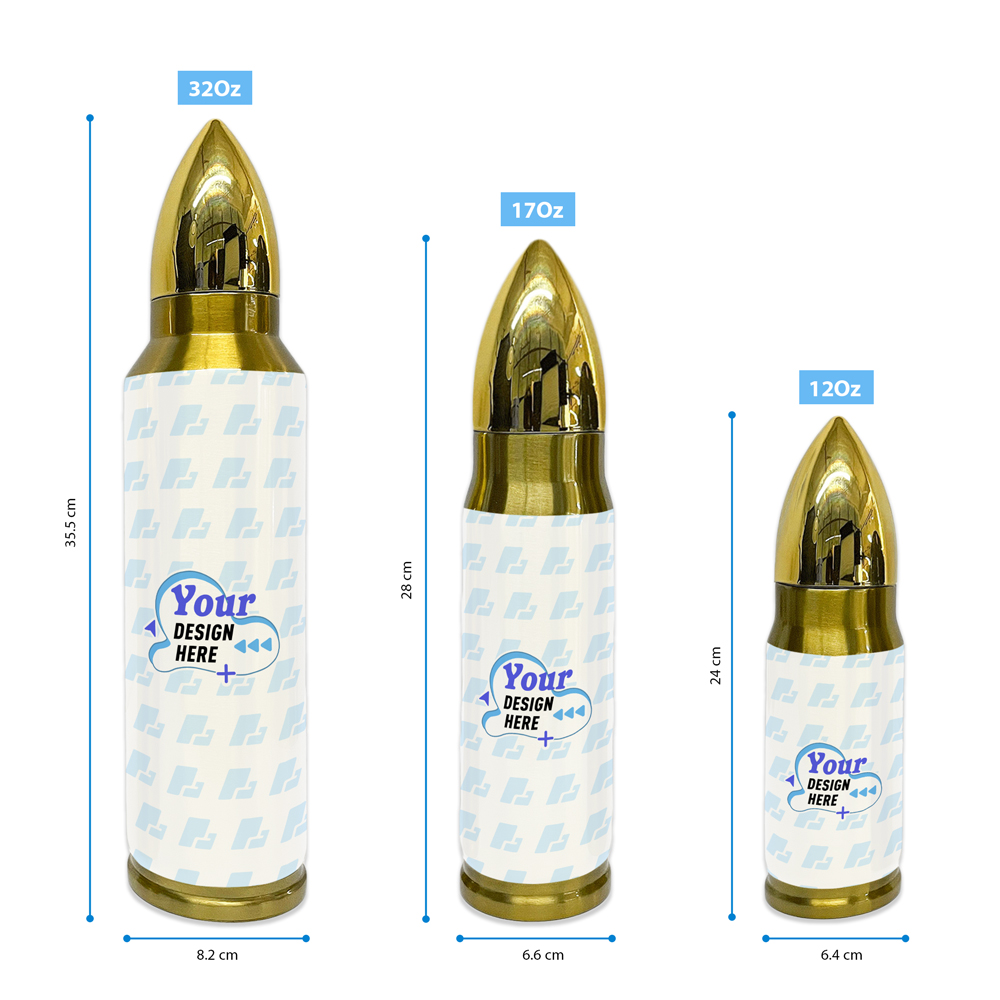 32Oz
17Oz
12Oz
35.5 cm
28 cm
24 cm
Your
DESIGN
HERE
Your
DESIGN
HERE
Your
DESIGN
HERE
8.2 cm
6.6 cm
6.4 cm